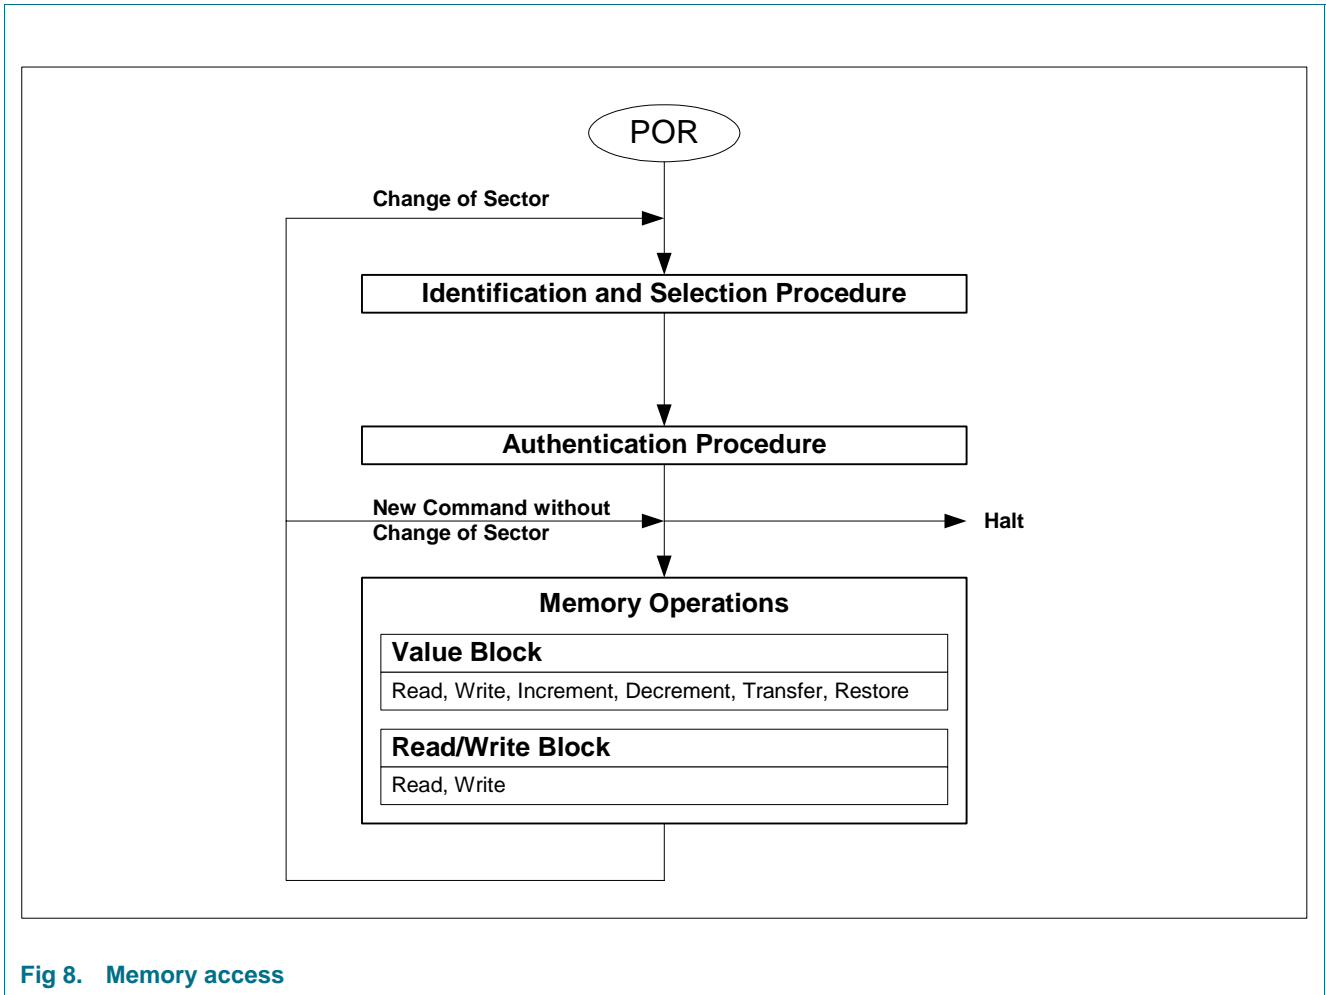 POR
Change of Sector
Identification and Selection Procedure
Authentication Procedure
New Command without
Change of Sector
Halt
Memory Operations
Value Block
Read, Write, Increment, Decrement, Transfer, Restore
Read/Write Block
Read, Write
Fig 8. Memory access